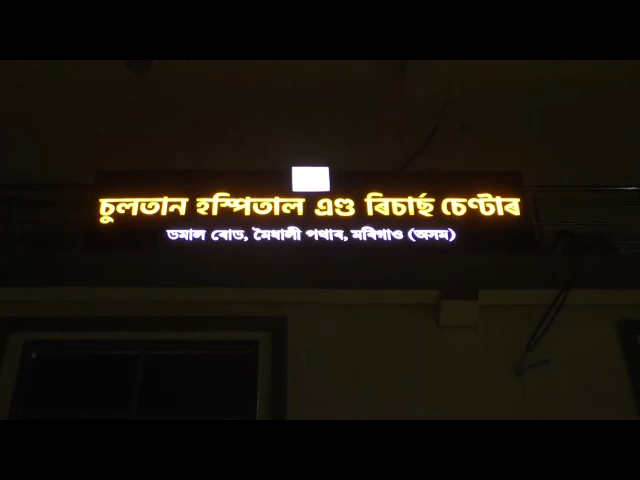 চুলতান হস্পিতাল এণ্ড ৰিচাৰ্ছ চেণ্টাৰ
ডমাল ৰোড, মৈধালী পথাৰ, মৰিগাওঁ (অসম)